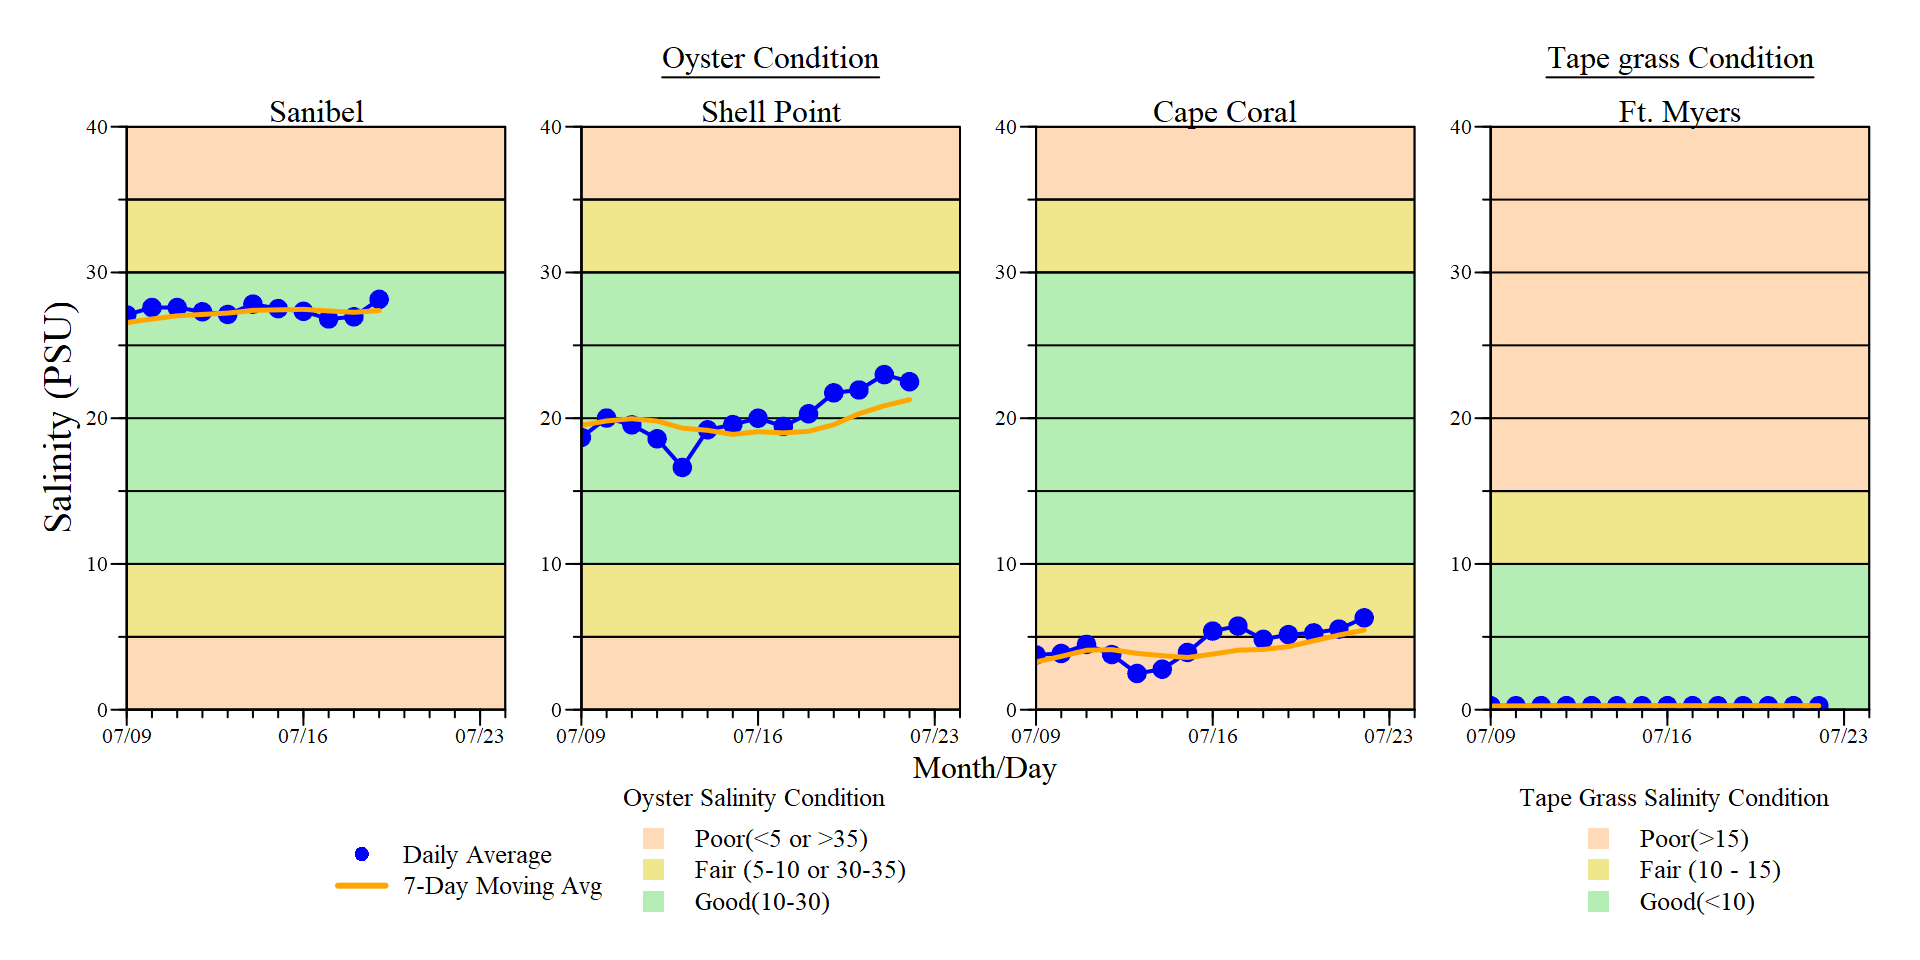 Oyster Condition
Tape grass Condition
Sanibel
Shell Point
Cape Coral
Ft. Myers
Salinity (PSU)
40
30
20
10
0
07/09
07/16
07/23
40
30
20
10
0
07/09
07/16
07/23
40
30
20
10
0
07/09
07/16
07/23
40
30
20
10
0
07/09
07/16
07/23
Month/Day
Daily Average
7-Day Moving Avg
Oyster Salinity Condition
Poor(<5 or >35)
Fair (5-10 or 30-35)
Good(10-30)
Tape Grass Salinity Condition
Poor(>15)
Fair (10 - 15)
Good(<10)